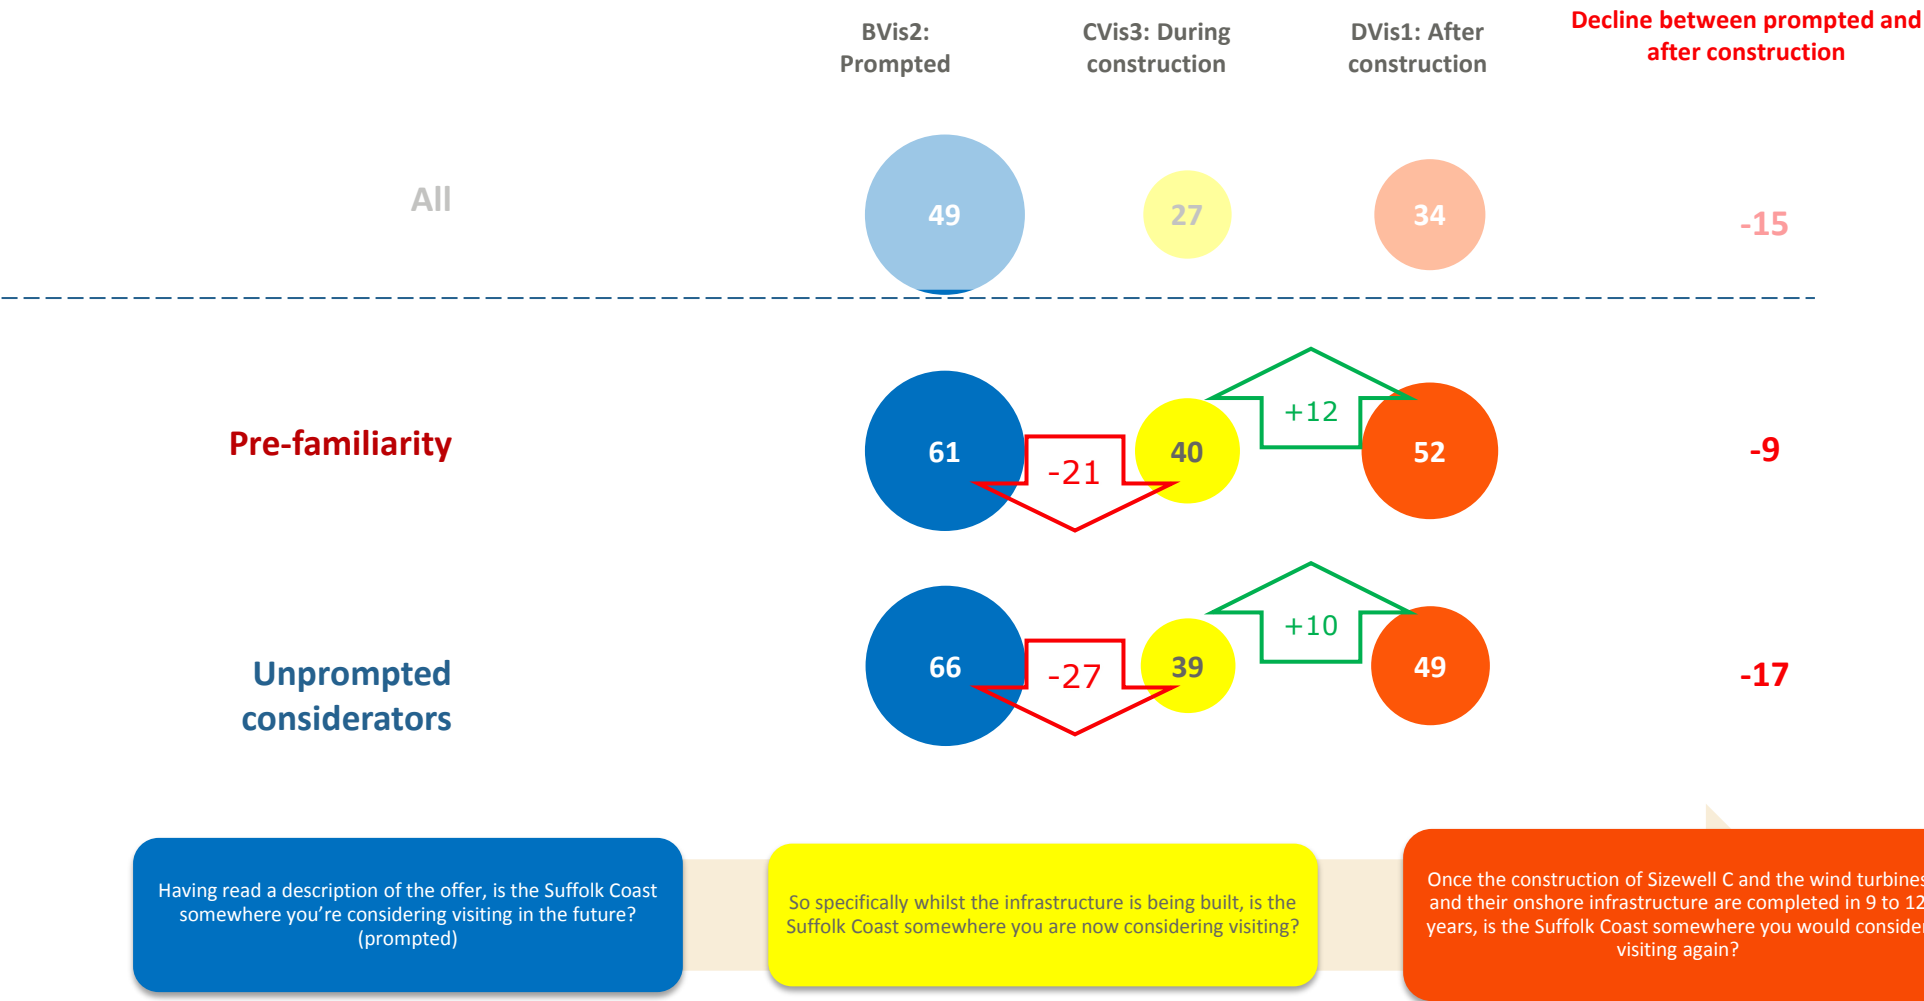 BVis2:
Prompted
CVis3: During
construction
DVis1: After
construction
Decline between prompted and
after construction
All
49
27
34
-15
Pre-familiarity
61
-21
40
+12
52
-9
Unprompted
considerators
66
-27
39
+10
49
-17
Having read a description of the offer, is the Suffolk Coast
somewhere you’re considering visiting in the future?
(prompted)
So specifically whilst the infrastructure is being built, is the
Suffolk Coast somewhere you are now considering visiting?
Once the construction of Sizewell C and the wind turbines
and their onshore infrastructure are completed in 9 to 12
years, is the Suffolk Coast somewhere you would consider
visiting again?